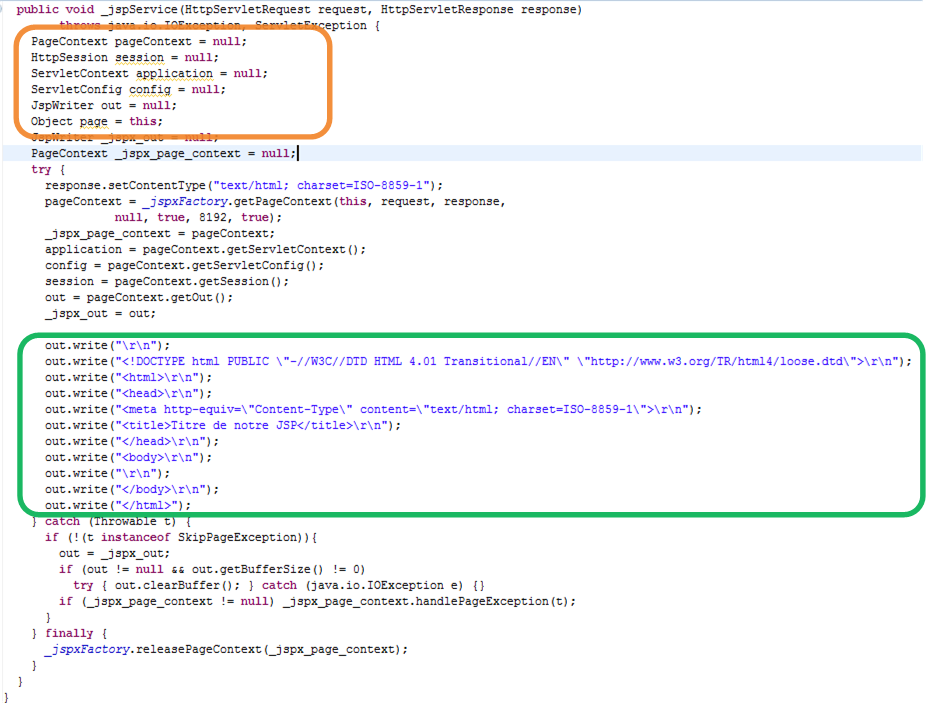 public void _jspService(HttpServletRequest request, HttpServletResponse response)
throws java.io.IOException, ServletException {
PageContext pageContext = null;
HttpSession session = null;
ServletContext application = null;
ServletConfig config = null;
JspWriter out = null;
Object page = this;
JspWriter _jspx_out = null;
PageContext _jspx_page_context = null;
try {
response.setContentType("text/html; charset=ISO-8859-1");
pageContext = _jspxFactory.getPageContext(this, request, response,
null, true, 8192, true);
_jspx_page_context = pageContext;
application = pageContext.getServletContext();
config = pageContext.getServletConfig();
session = pageContext.getSession();
out = pageContext.getOut();
_jspx_out = out;
out.write("\r\n");
out.write("<!DOCTYPE html PUBLIC \"-//W3C//DTD HTML 4.01 Transitional//EN\" \"http://www.w3.org/TR/html4/loose.dtd\">\r\n");
out.write("<html>\r\n");
out.write("<head>\r\n");
out.write("<meta http-equiv=\"Content-Type\" content=\"text/html; charset=ISO-8859-1\">\r\n");
out.write("<title>Titre de notre JSP</title>\r\n");
out.write("</head>\r\n");
out.write("<body>\r\n");
out.write("\r\n");
out.write("</body>\r\n");
out.write("</html>");
} catch (Throwable t) {
if (!(t instanceof SkipPageException)){
out = _jspx_out;
if (out != null && out.getBufferSize() != 0)
try { out.clearBuffer(); } catch (java.io.IOException e) {}
if (_jspx_page_context != null) _jspx_page_context.handlePageException(t);
}
} finally {
_jspxFactory.releasePageContext(_jspx_page_context);
}
}
}